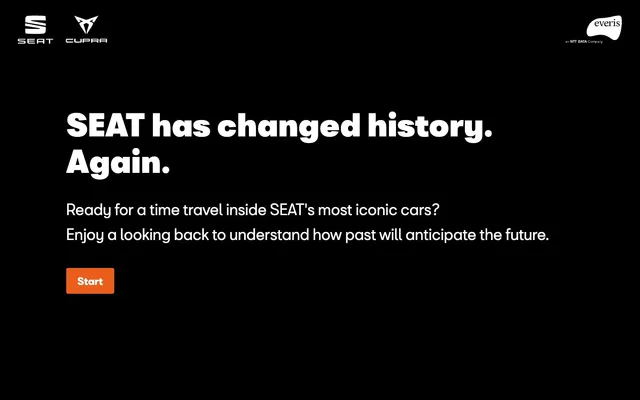 SEAT
CUPRA
everis
an NTT DATA Company
SEAT has changed history.
Again.
Ready for a time travel inside SEAT's most iconic cars?
Enjoy a looking back to understand how past will anticipate the future.
Start